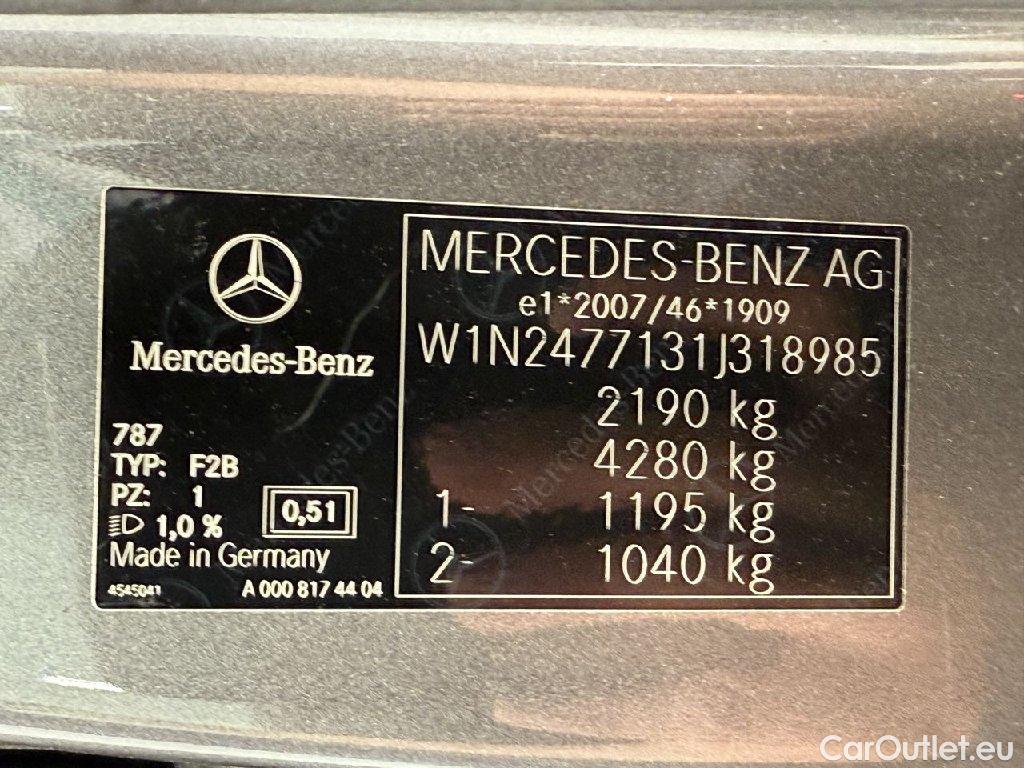 Mercedes-Benz
787
TYP: F2B
PZ: 1
1,0 %
0,51
Made in Germany
4545041
A 000 817 44 04
MERCEDES-BENZ AG
e1*2007/46*1909
W1N2477131J318985
2190 kg
4280 kg
1- 1195 kg
2- 1040 kg
CarOutlet.eu